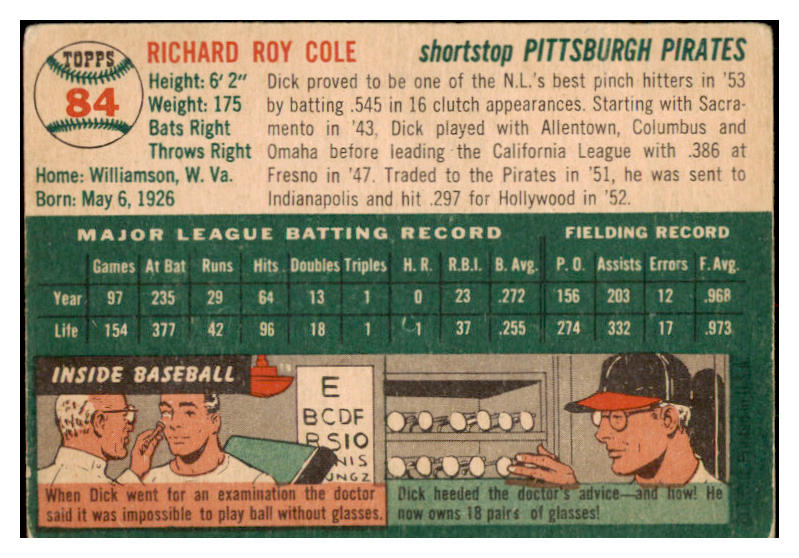 TOPPS
84
RICHARD ROY COLE
shortstop PITTSBURGH PIRATES
Height: 6' 2"
Weight: 175
Bats Right
Throws Right
Home: Williamson, W. Va.
Born: May 6, 1926
Dick proved to be one of the N.L.'s best pinch hitters in '53
by batting .545 in 16 clutch appearances. Starting with Sacra-
mento in '43, Dick played with Allentown, Columbus and
Omaha before leading the California League with .386 at
Fresno in '47. Traded to the Pirates in '51, he was sent to
Indianapolis and hit .297 for Hollywood in '52.
MAJOR LEAGUE BATTING RECORD FIELDING RECORD
Games At Bat Runs Hits Doubles Triples H. R. R.B.I. B. Avg. P. O. Assists Errors F. Avg.
Year 97 235 29 64 13 1 0 23 .272 156 203 12 .968
Life 154 377 42 96 18 1 1 37 .255 274 332 17 .973
INSIDE BASEBALL
E
BCDF
RSIO
NIS
UNGZ
When Dick went for an examination the doctor
said it was impossible to play ball without glasses.
Dick heeded the doctor's advice—and how! He
now owns 18 pairs of glasses!